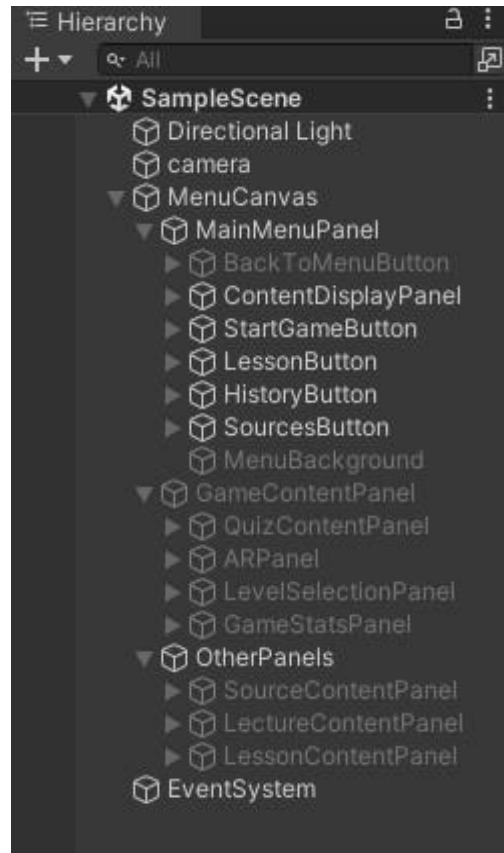 Hierarchy
All
SampleScene
Directional Light
camera
MenuCanvas
MainMenuPanel
BackToMenuButton
ContentDisplayPanel
StartGameButton
LessonButton
HistoryButton
SourcesButton
MenuBackground
GameContentPanel
QuizContentPanel
ARPanel
LevelSelectionPanel
GameStatsPanel
OtherPanels
SourceContentPanel
LectureContentPanel
LessonContentPanel
EventSystem